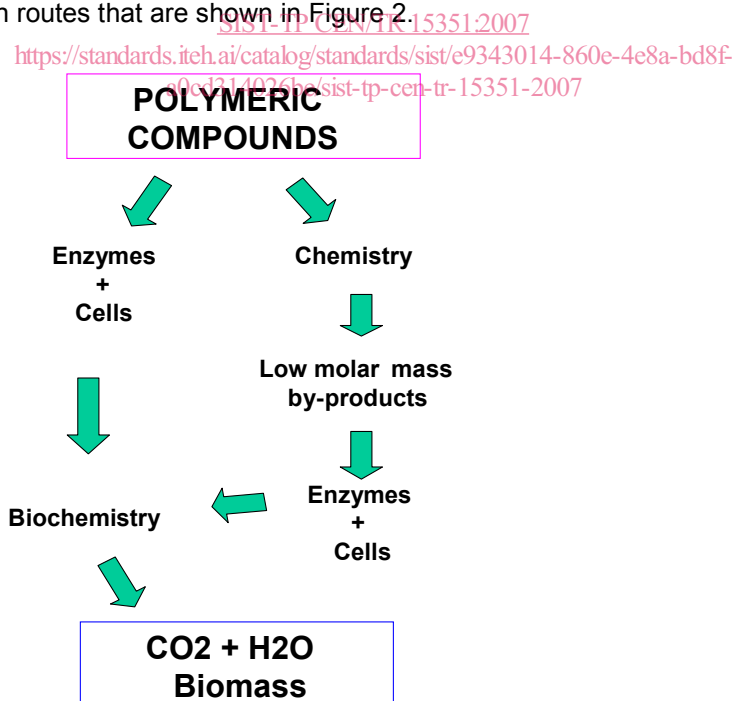 n routes that are shown in Figure 2.
SIST-TP CEN/TR 15351:2007
https://standards.iteh.ai/catalog/standards/sist/e9343014-860e-4e8a-bd8f-
a0cd314026be/sist-tp-cen-tr-15351-2007
POLYMERIC
COMPOUNDS
Enzymes
+
Cells
Chemistry
Low molar mass
by-products
Enzymes
+
Cells
Biochemistry
CO2 + H2O
Biomass